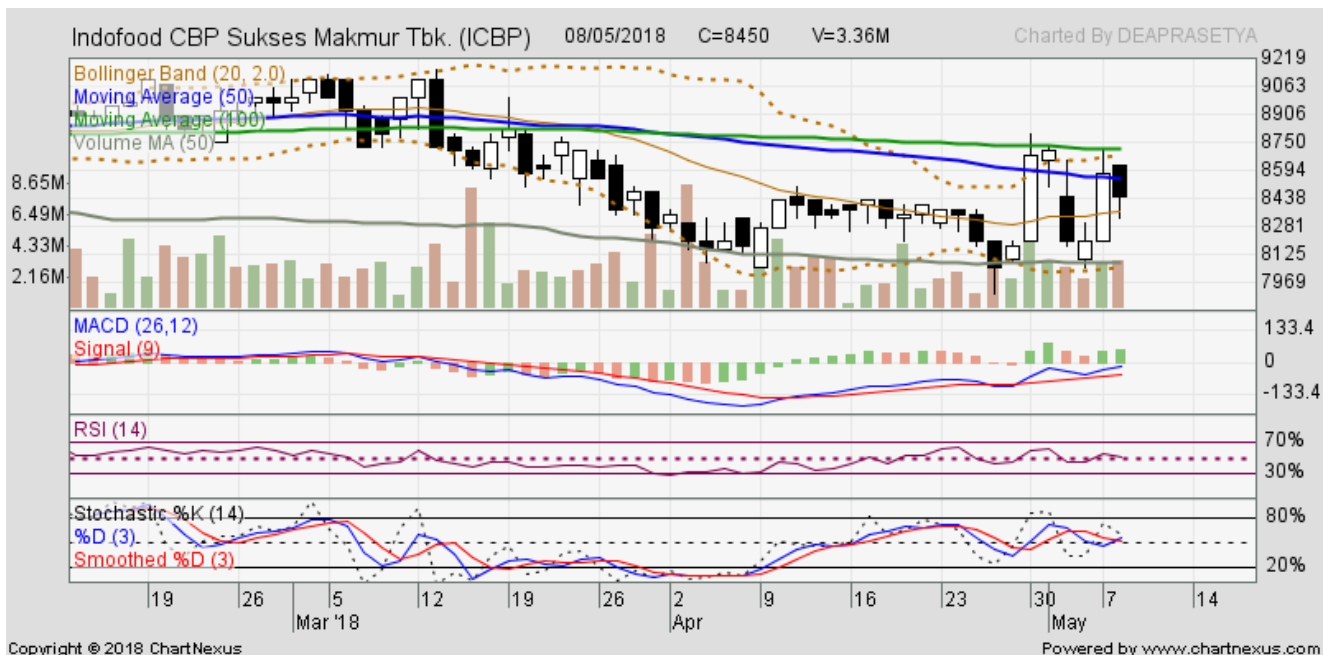 Indofood CBP Sukses Makmur Tbk. (ICBP) 08/05/2018 C=8450 V=3.36M Charted By DEAPRASETYA
Bollinger Band (20, 2.0)
Moving Average (50)
Moving Average (100)
Volume MA (50)
8.65M
6.49M
4.33M
2.16M
9219
9063
8906
8750
8594
8438
8281
8125
7969
MACD (26,12)
Signal (9)
133.4
0
-133.4
RSI (14)
70%
30%
Stochastic %K (14)
%D (3)
Smoothed %D (3)
80%
20%
19 26 5 12 19 26 2 9 16 23 30 7 14
Mar '18 Apr May
Copyright © 2018 ChartNexus Powered by www.chartnexus.com